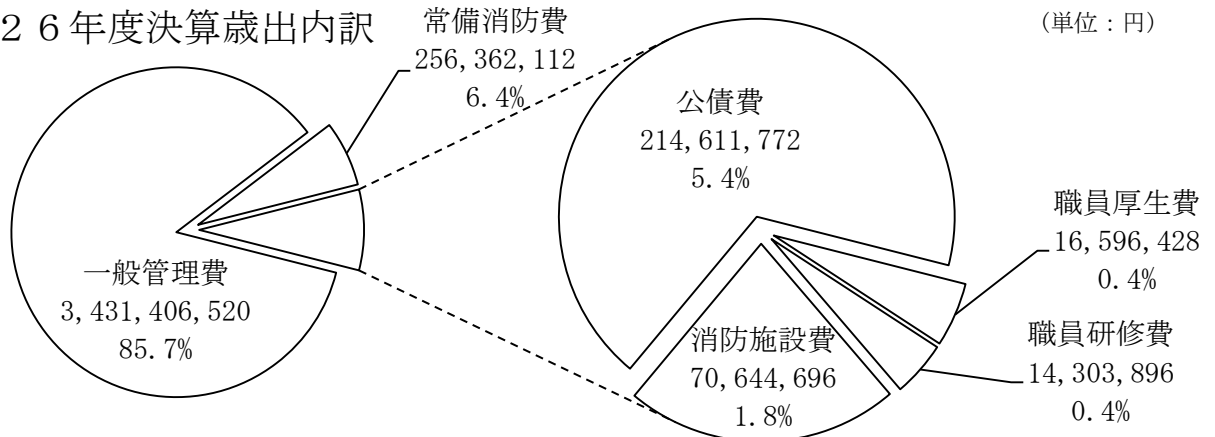 ２６年度決算歳出内訳
(単位：円)
常備消防費
256,362,112
6.4%
一般管理費
3,431,406,520
85.7%
公債費
214,611,772
5.4%
職員厚生費
16,596,428
0.4%
職員研修費
14,303,896
0.4%
消防施設費
70,644,696
1.8%